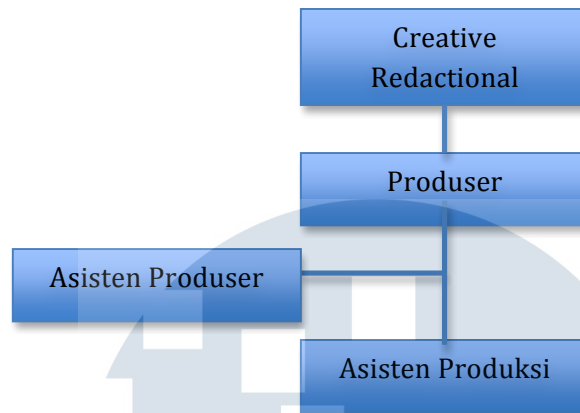 Creative
Redactional
Produser
Asisten Produser
Asisten Produksi